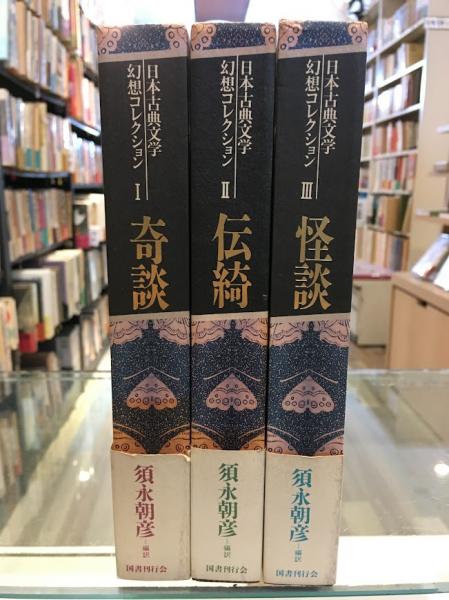 日本古典文学
幻想コレクション Ⅰ
奇談
須永朝彦─編訳
国書刊行会
日本古典文学
幻想コレクション Ⅱ
伝綺
須永朝彦─編訳
国書刊行会
日本古典文学
幻想コレクション Ⅲ
怪談
須永朝彦─編訳
国書刊行会